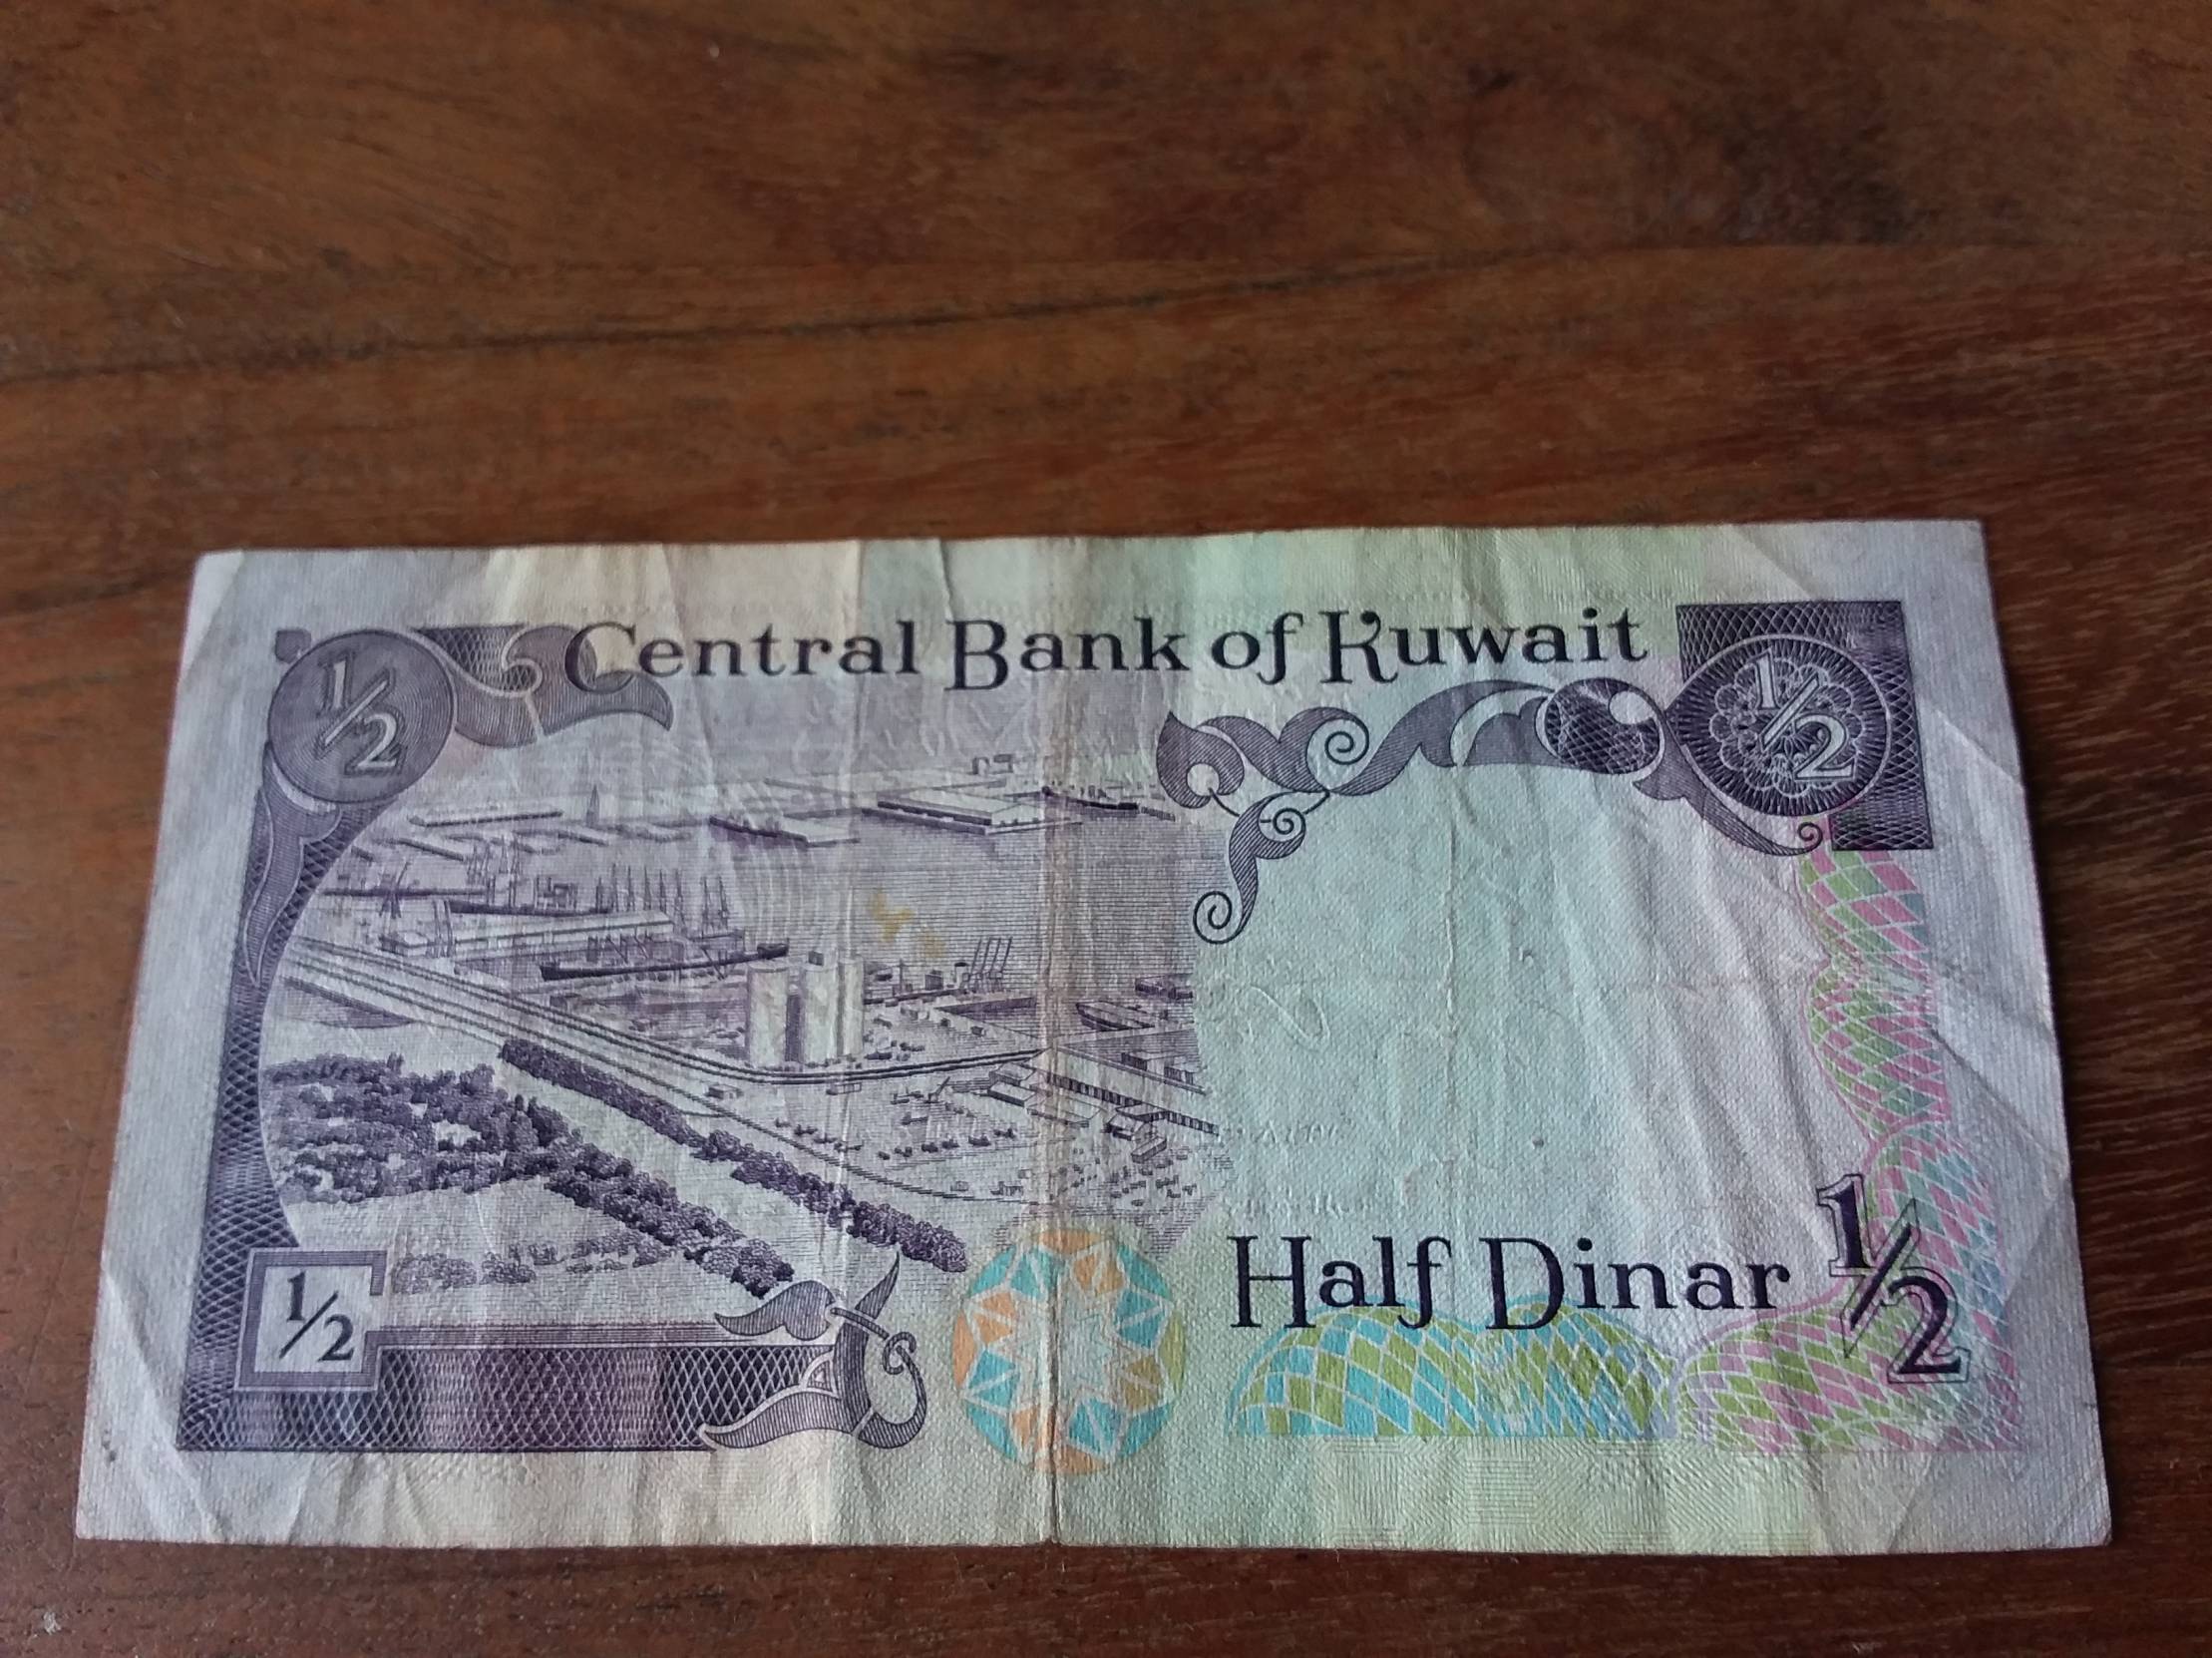 1/2 Central Bank of Kuwait 1/2
Half Dinar 1/2
1/2